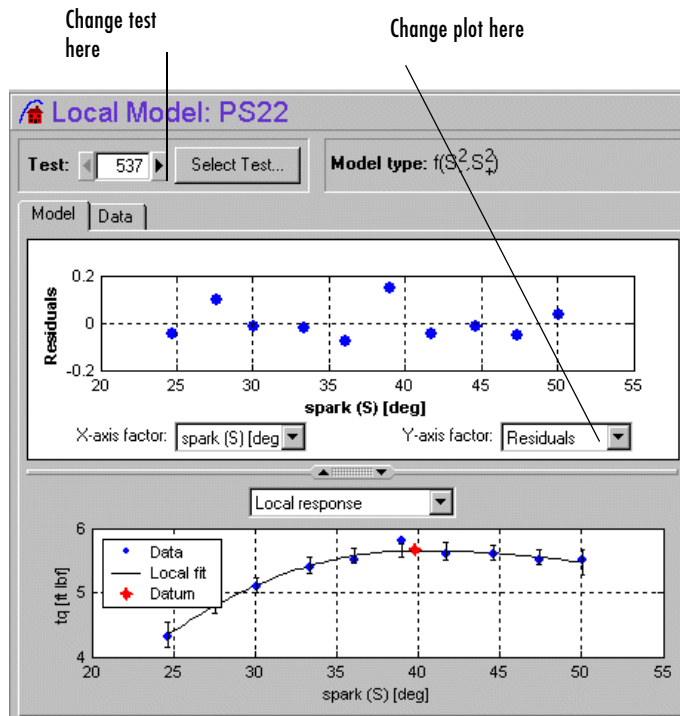 Change test
here
Change plot here
Local Model: PS22
Test: 537 Select Test... Model type: f(S²₋,S²₊)
Model Data
0.2
0
-0.2
Residuals
20 25 30 35 40 45 50 55
spark (S) [deg]
X-axis factor: spark (S) [deg Y-axis factor: Residuals
Local response
6
5
4
tq [ft lbf]
Data
Local fit
Datum
20 25 30 35 40 45 50 55
spark (S) [deg]